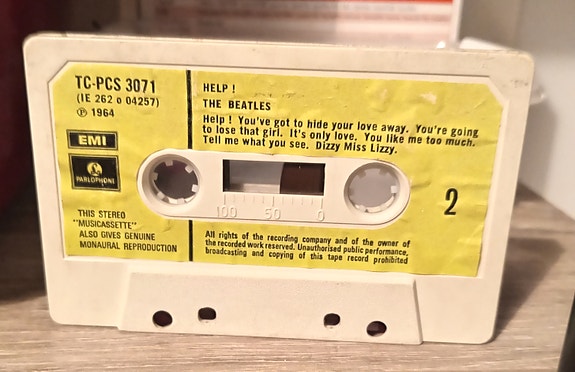 TC-PCS 3071
(IE 262 o 04257)
Ⓟ 1964
EMI
PARLOPHONE
THIS STEREO
"MUSICASSETTE"
ALSO GIVES GENUINE
MONAURAL REPRODUCTION
HELP !
THE BEATLES
Help ! You've got to hide your love away. You're going
to lose that girl. It's only love. You like me too much.
Tell me what you see. Dizzy Miss Lizzy.
100 50 0
2
All rights of the recording company and of the owner of
the recorded work reserved. Unauthorised public performance,
broadcasting and copying of this tape record prohibited